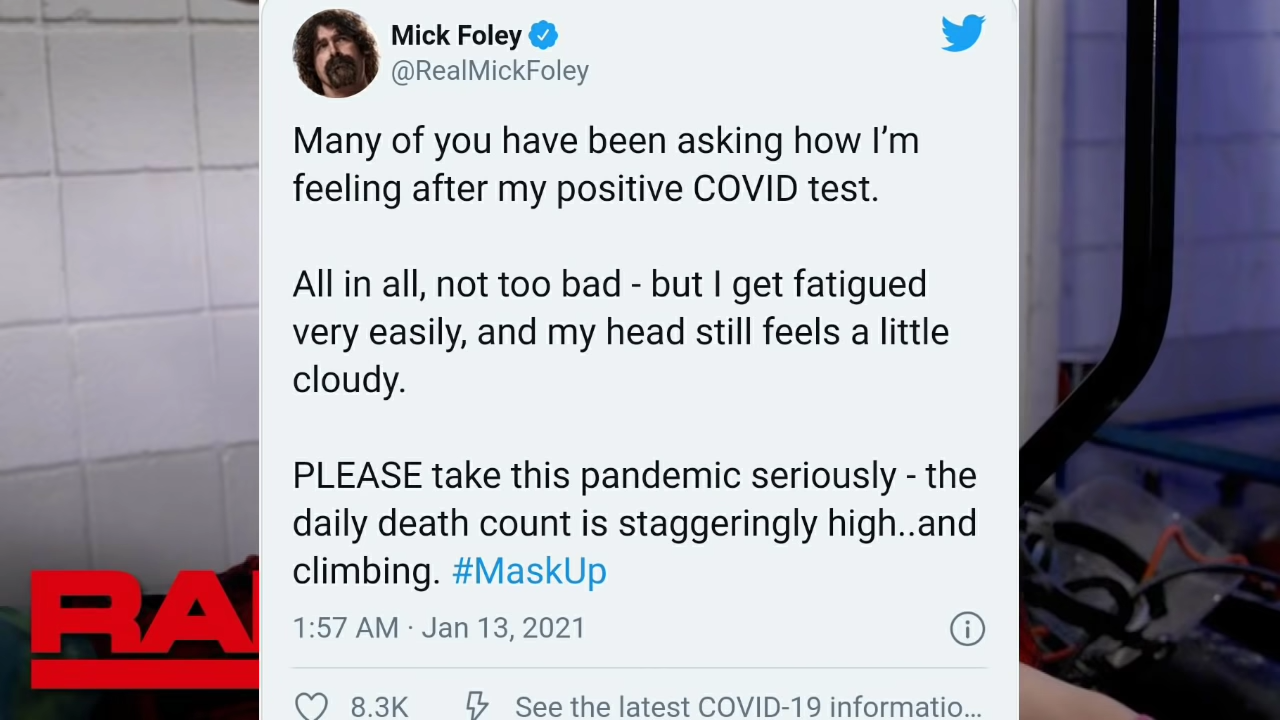 Mick Foley
@RealMickFoley
Many of you have been asking how I’m
feeling after my positive COVID test.
All in all, not too bad - but I get fatigued
very easily, and my head still feels a little
cloudy.
PLEASE take this pandemic seriously - the
daily death count is staggeringly high..and
climbing. #MaskUp
1:57 AM · Jan 13, 2021
8.3K
See the latest COVID-19 informatio...
RA